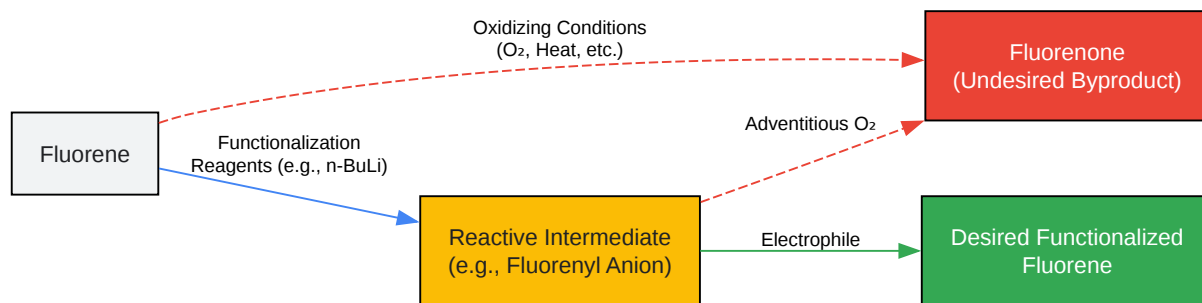 Oxidizing Conditions
(O₂, Heat, etc.)
Fluorenone
(Undesired Byproduct)
Adventitious O₂
Fluorene
Functionalization
Reagents (e.g., n-BuLi)
Reactive Intermediate
(e.g., Fluorenyl Anion)
Electrophile
Desired Functionalized
Fluorene